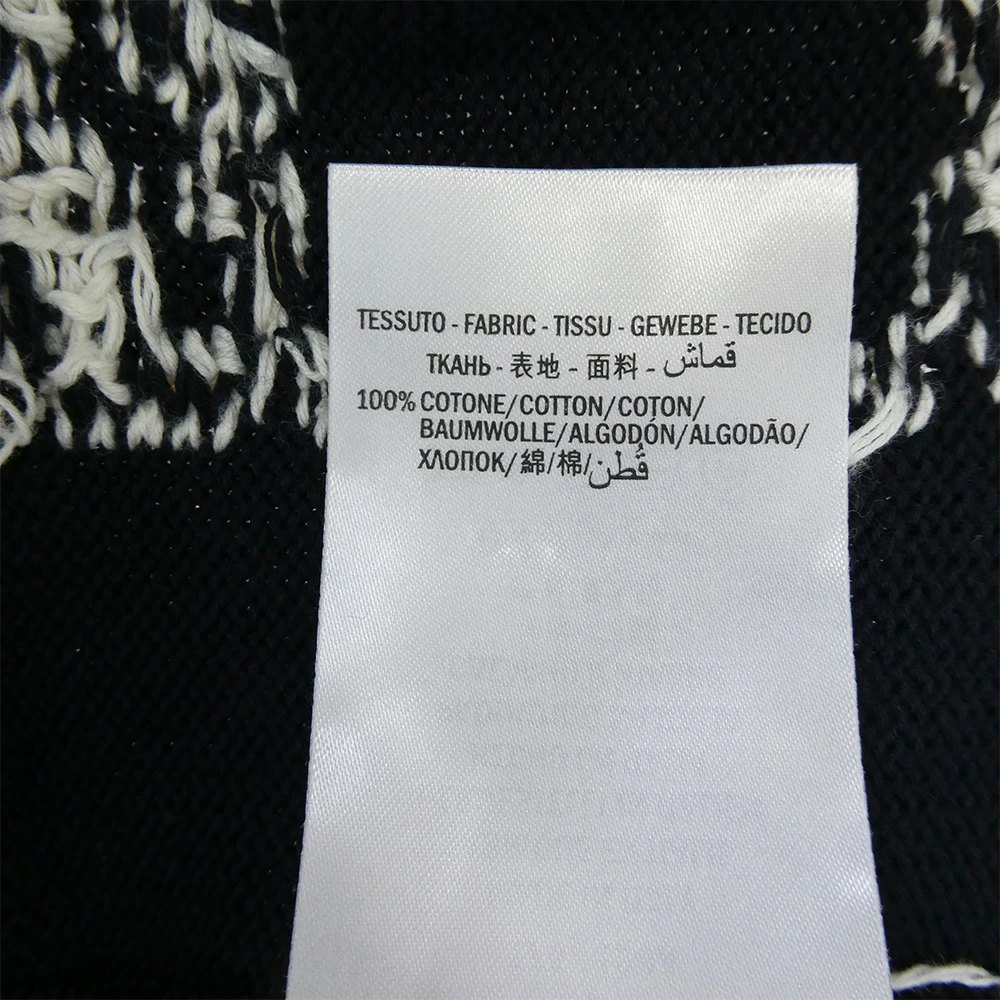 TESSUTO - FABRIC - TISSU - GEWEBE - TECIDO
ТКАНЬ - 表地 - 面料 - قماش
100% COTONE/COTTON/COTON/
BAUMWOLLE/ALGODÓN/ALGODÃO/
ХЛОПОК/綿/棉/قُطن